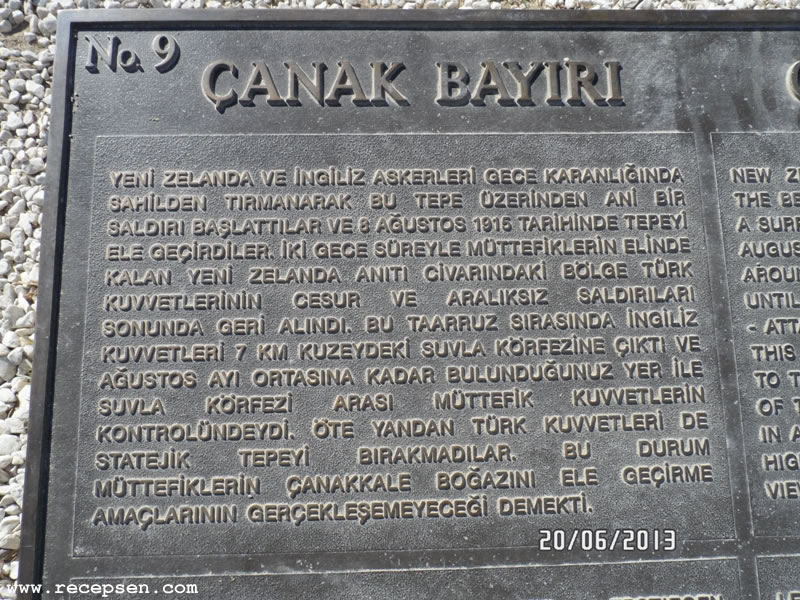 No. 9
ÇANAK BAYIRI
YENİ ZELANDA VE İNGİLİZ ASKERLERİ GECE KARANLIĞINDA
SAHİLDEN TIRMANARAK BU TEPE ÜZERİNDEN ANİ BİR
SALDIRI BAŞLATTILAR VE 8 AĞUSTOS 1915 TARİHİNDE TEPEYİ
ELE GEÇİRDİLER. İKİ GECE SÜREYLE MÜTTEFİKLERİN ELİNDE
KALAN YENİ ZELANDA ANITI CİVARINDAKİ BÖLGE TÜRK
KUVVETLERİNİN CESUR VE ARALIKSIZ SALDIRILARI
SONUNDA GERİ ALINDI. BU TAARRUZ SIRASINDA İNGİLİZ
KUVVETLERİ 7 KM KUZEYDEKİ SUVLA KÖRFEZİNE ÇIKTI VE
AĞUSTOS AYI ORTASINA KADAR BULUNDUĞUNUZ YER İLE
SUVLA KÖRFEZİ ARASI MÜTTEFİK KUVVETLERİN
KONTROLÜNDEYDİ. ÖTE YANDAN TÜRK KUVVETLERİ DE
STATEJİK TEPEYİ BIRAKMADILAR. BU DURUM
MÜTTEFİKLERİN ÇANAKKALE BOĞAZINI ELE GEÇİRME
AMAÇLARININ GERÇEKLEŞEMEYECEĞİ DEMEKTİ.
NEW
THE
A
AUGUS
AROU
UNTIL
- ATTA
THIS
TO
OF
IN
HIG
VIE
20/06/2013
www.recepsen.com